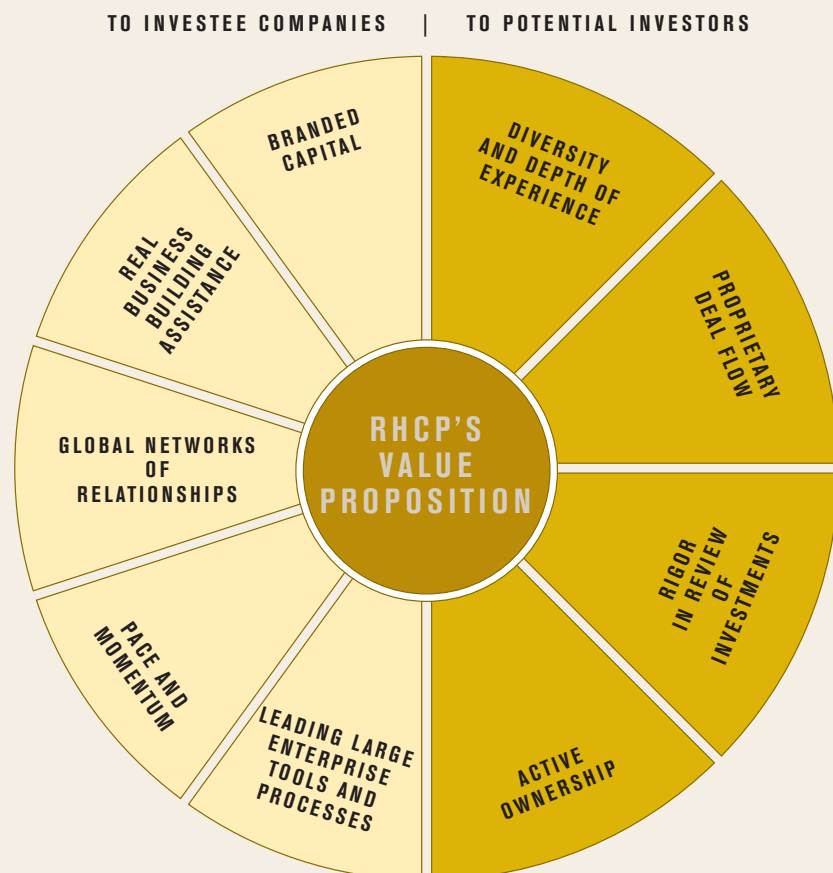 TO INVESTEE COMPANIES | TO POTENTIAL INVESTORS
BRANDED
CAPITAL
REAL
BUSINESS
BUILDING
ASSISTANCE
GLOBAL NETWORKS
OF
RELATIONSHIPS
PACE AND
MOMENTUM
LEADING LARGE
ENTERPRISE
TOOLS AND
PROCESSES
RHCP'S
VALUE
PROPOSITION
DIVERSITY
AND DEPTH OF
EXPERIENCE
PROPRIETARY
DEAL FLOW
RIGOR
IN REVIEW
OF
INVESTMENTS
ACTIVE
OWNERSHIP